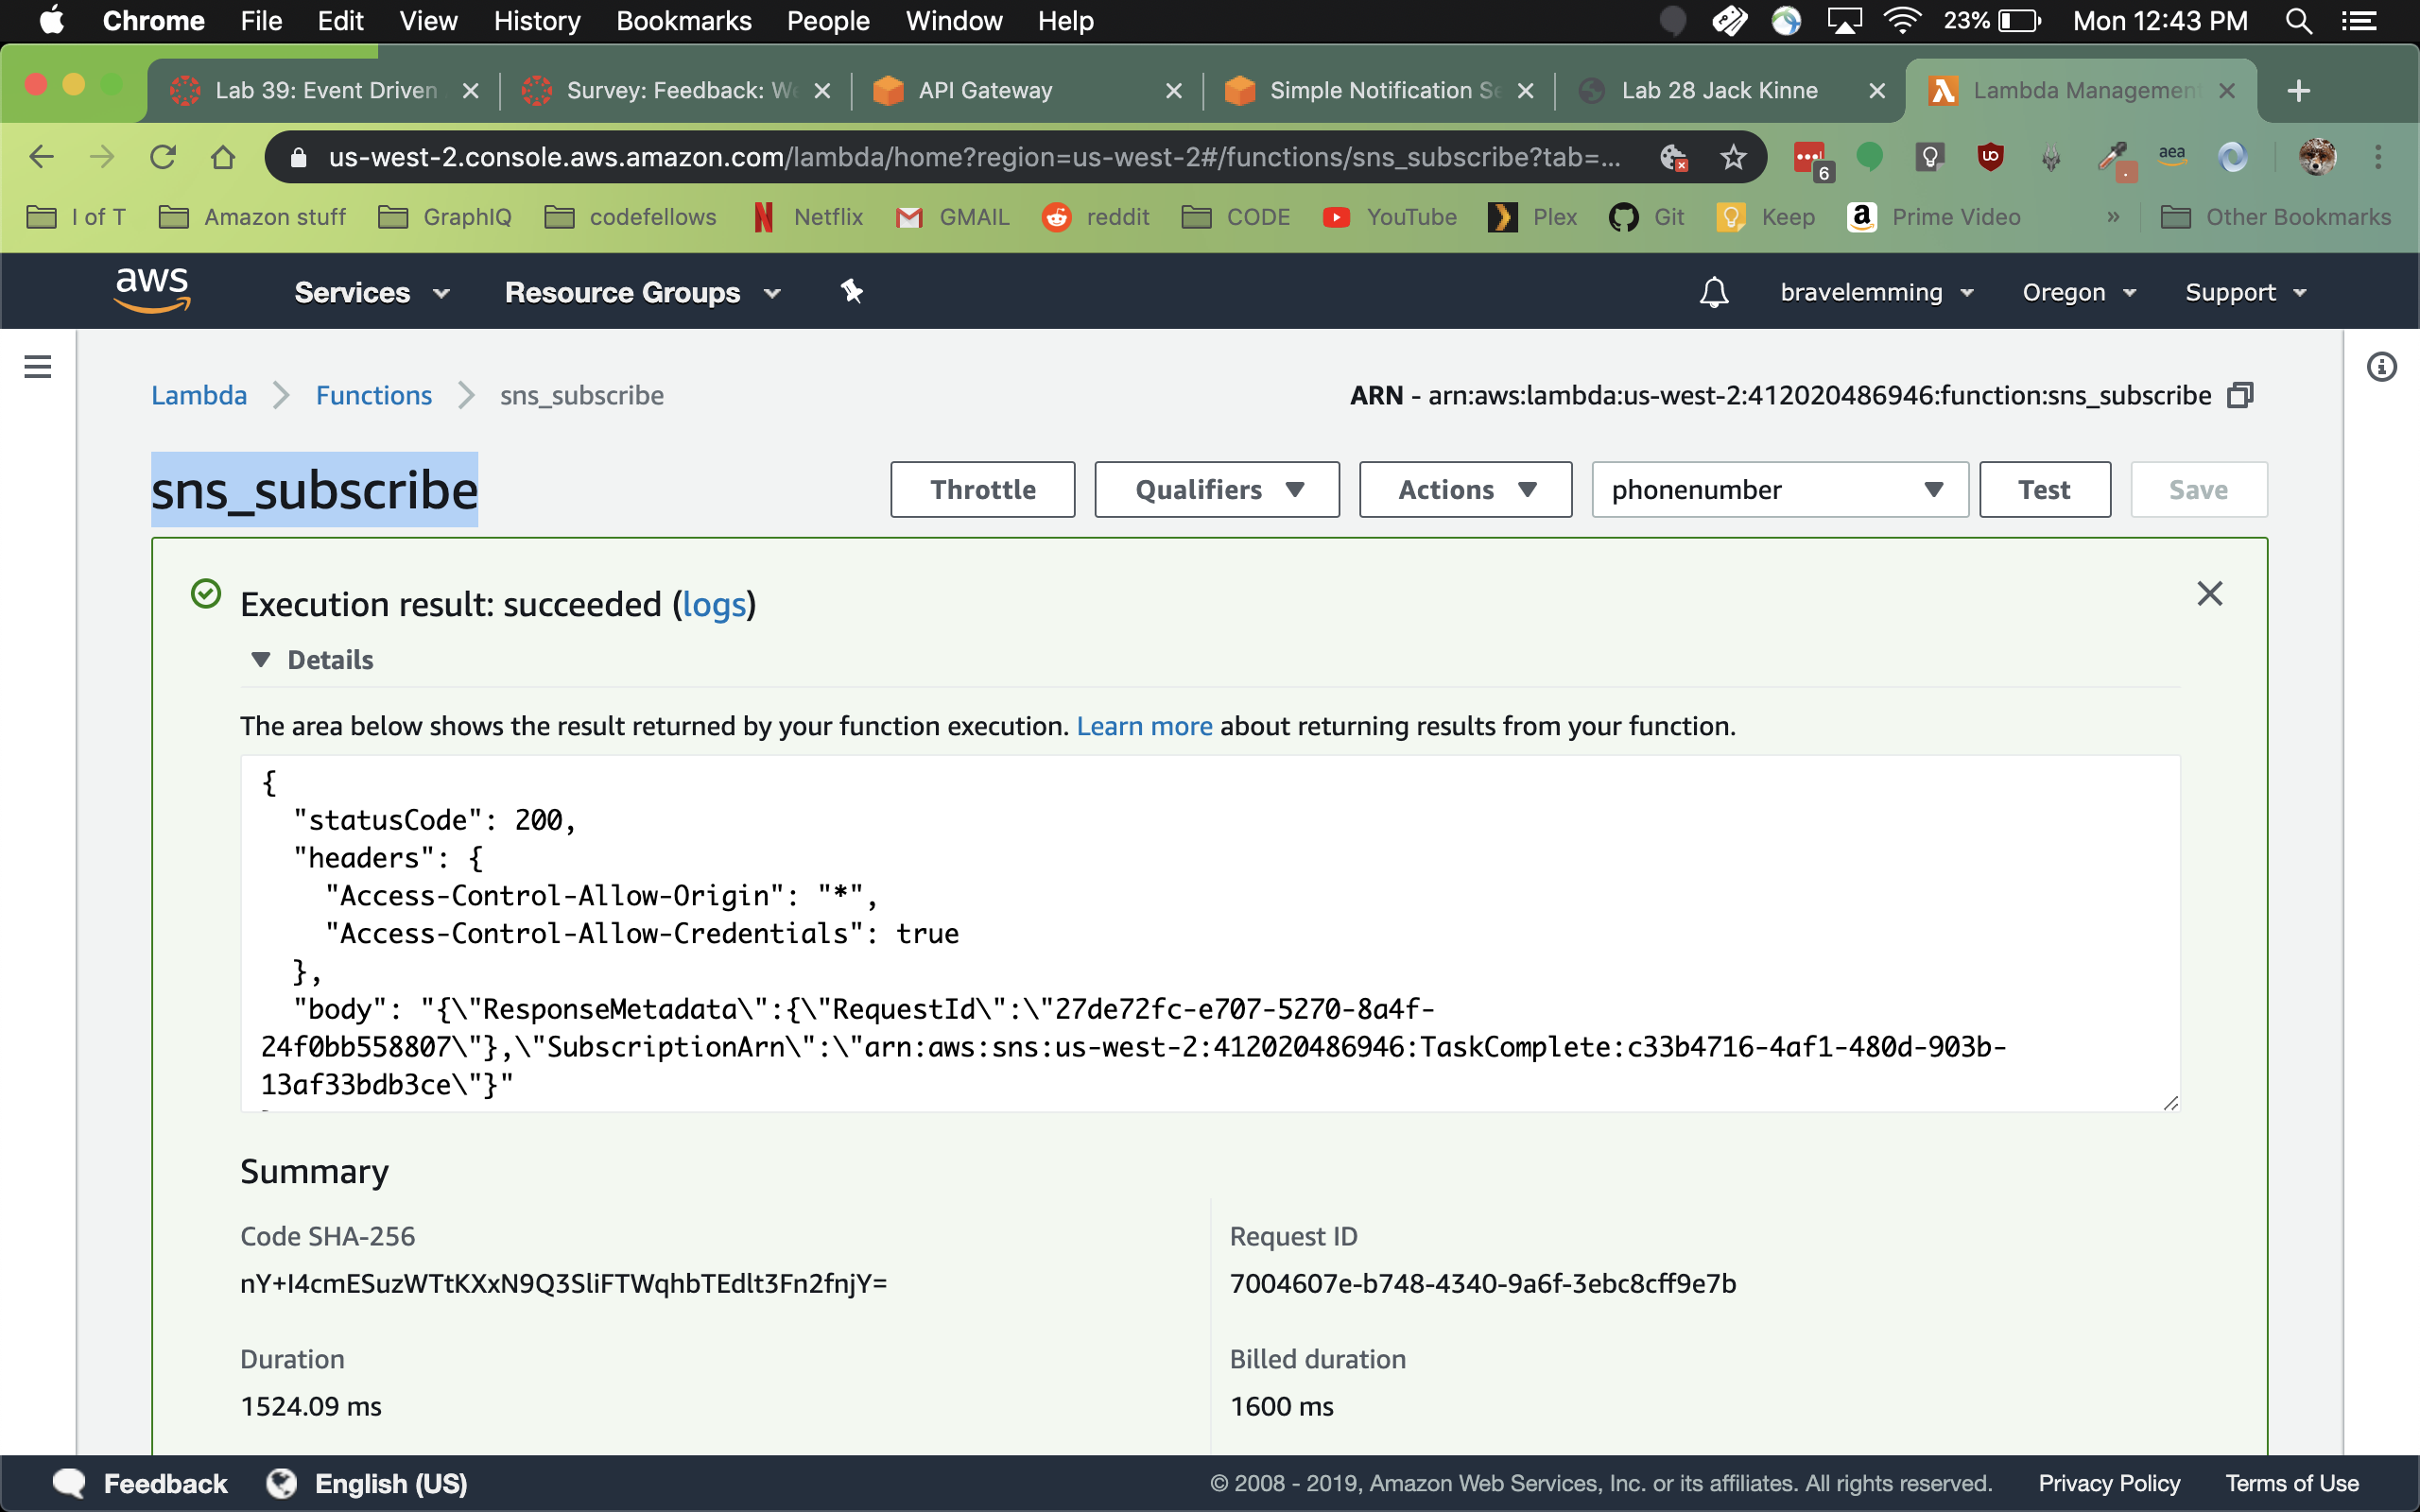 Chrome File Edit View History Bookmarks People Window Help 23% Mon 12:43 PM
Lab 39: Event Driven Survey: Feedback: We API Gateway Simple Notification Se Lab 28 Jack Kinne Lambda Management
us-west-2.console.aws.amazon.com/lambda/home?region=us-west-2#/functions/sns_subscribe?tab=... 6 aea
I of T Amazon stuff GraphIQ codefellows Netflix GMAIL reddit CODE YouTube Plex Git Keep Prime Video » Other Bookmarks
aws Services Resource Groups bravelemming Oregon Support
Lambda Functions sns_subscribe ARN - arn:aws:lambda:us-west-2:412020486946:function:sns_subscribe
sns_subscribe Throttle Qualifiers Actions phonenumber Test Save
Execution result: succeeded (logs)
Details
The area below shows the result returned by your function execution. Learn more about returning results from your function.
{
"statusCode": 200,
"headers": {
"Access-Control-Allow-Origin": "*",
"Access-Control-Allow-Credentials": true
},
"body": "{\"ResponseMetadata\":{\"RequestId\":\"27de72fc-e707-5270-8a4f-
24f0bb558807\"},\"SubscriptionArn\":\"arn:aws:sns:us-west-2:412020486946:TaskComplete:c33b4716-4af1-480d-903b-
13af33bdb3ce\"}"
Summary
Code SHA-256 Request ID
nY+I4cmESuzWTtKXxN9Q3SliFTWqhbTEdlt3Fn2fnjY= 7004607e-b748-4340-9a6f-3ebc8cff9e7b
Duration Billed duration
1524.09 ms 1600 ms
Feedback English (US) © 2008 - 2019, Amazon Web Services, Inc. or its affiliates. All rights reserved. Privacy Policy Terms of Use